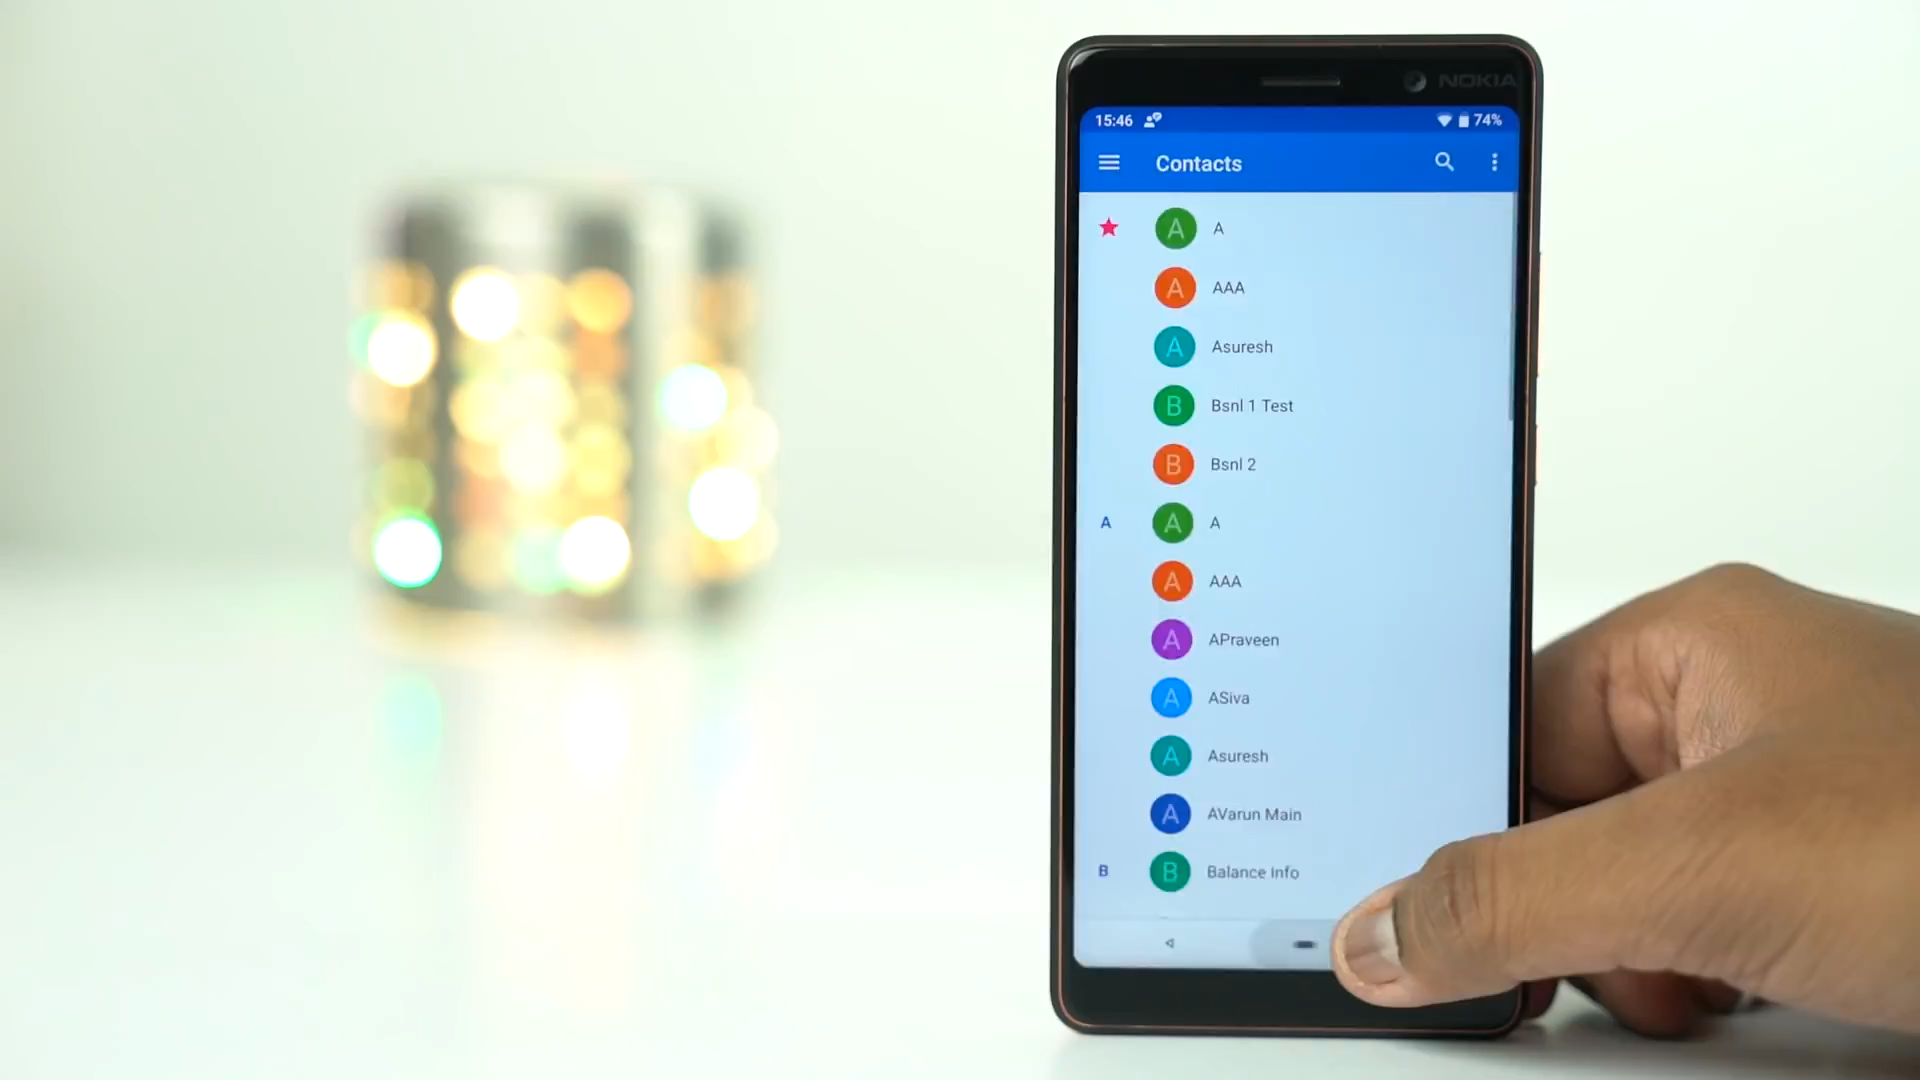 NOKIA
15:46 74%
Contacts
A A
A AAA
A Asuresh
B Bsnl 1 Test
B Bsnl 2
A A A
A AAA
A APraveen
A ASiva
A Asuresh
A AVarun Main
B B Balance Info